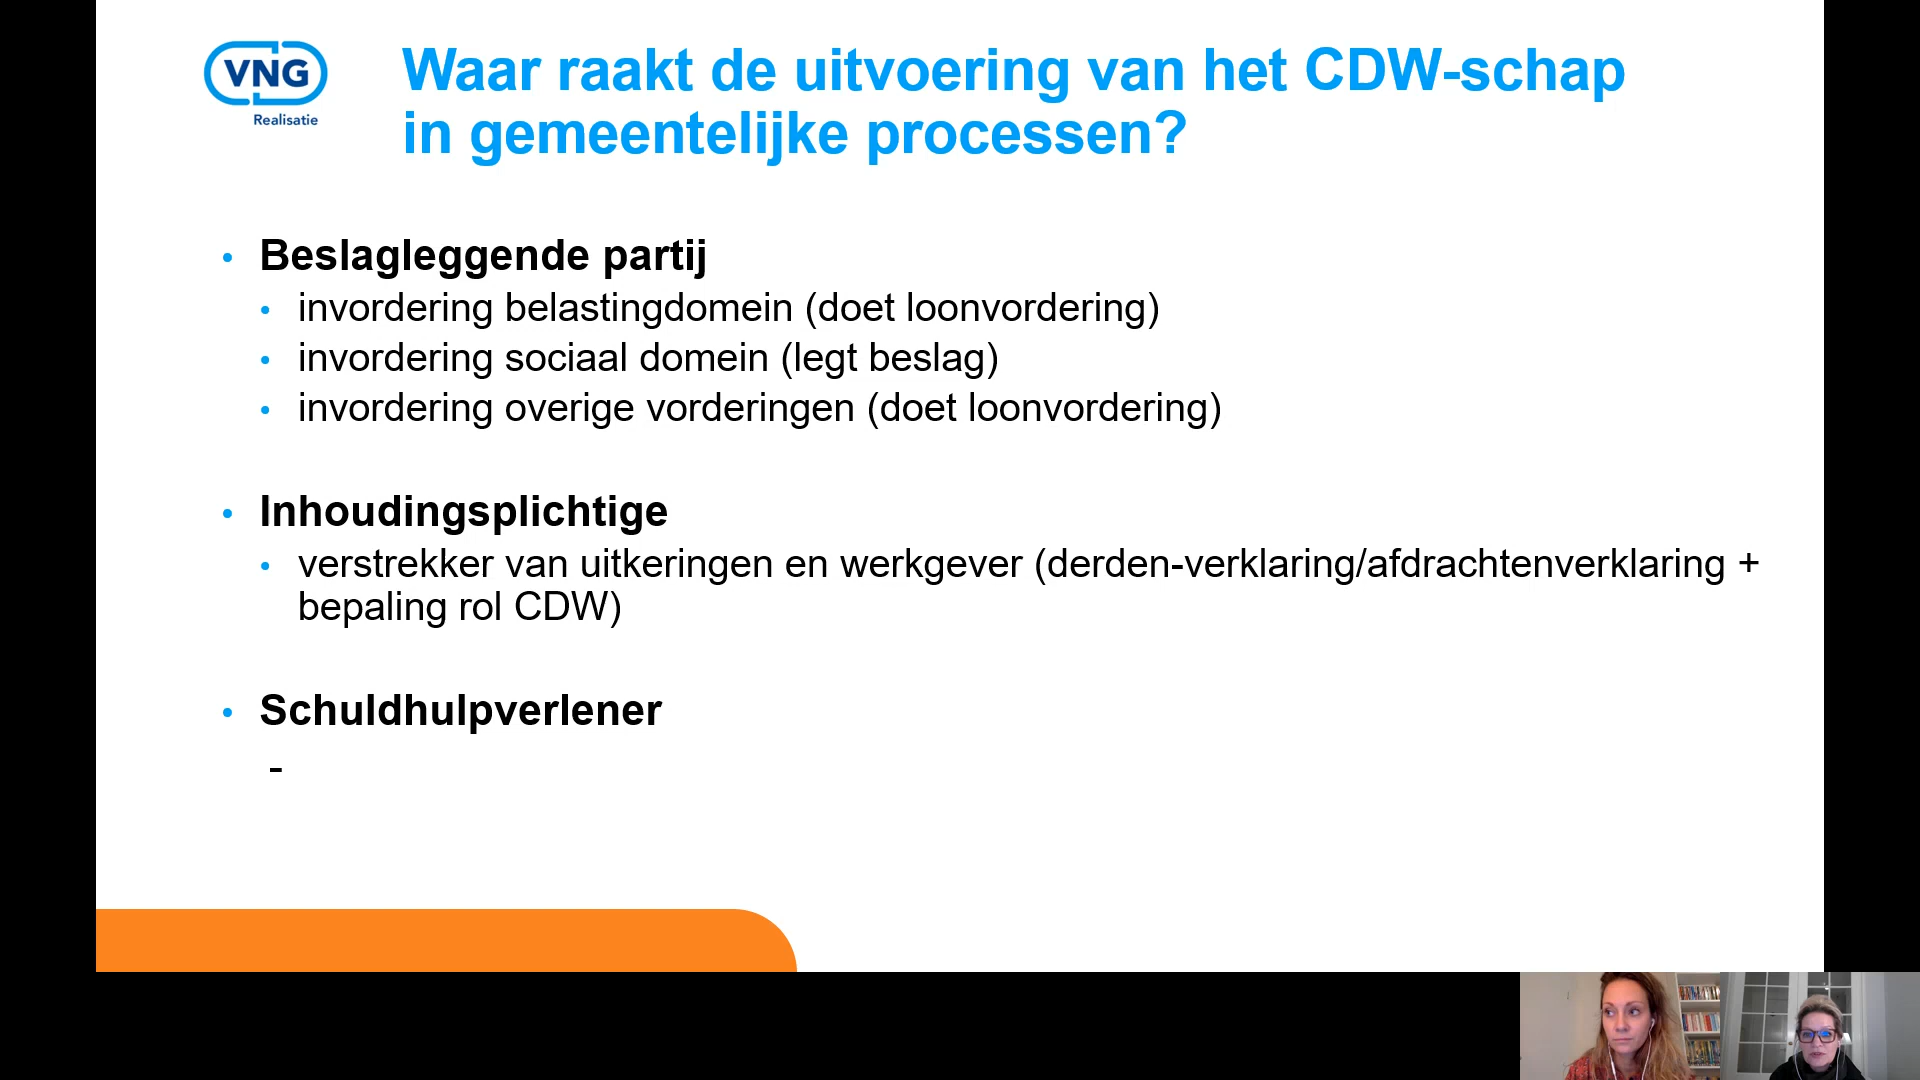 VNG
Realisatie
Waar raakt de uitvoering van het CDW-schap
in gemeentelijke processen?
• Beslagleggende partij
• invordering belastingdomein (doet loonvordering)
• invordering sociaal domein (legt beslag)
• invordering overige vorderingen (doet loonvordering)
• Inhoudingsplichtige
• verstrekker van uitkeringen en werkgever (derden-verklaring/afdrachtenverklaring +
bepaling rol CDW)
• Schuldhulpverlener
-